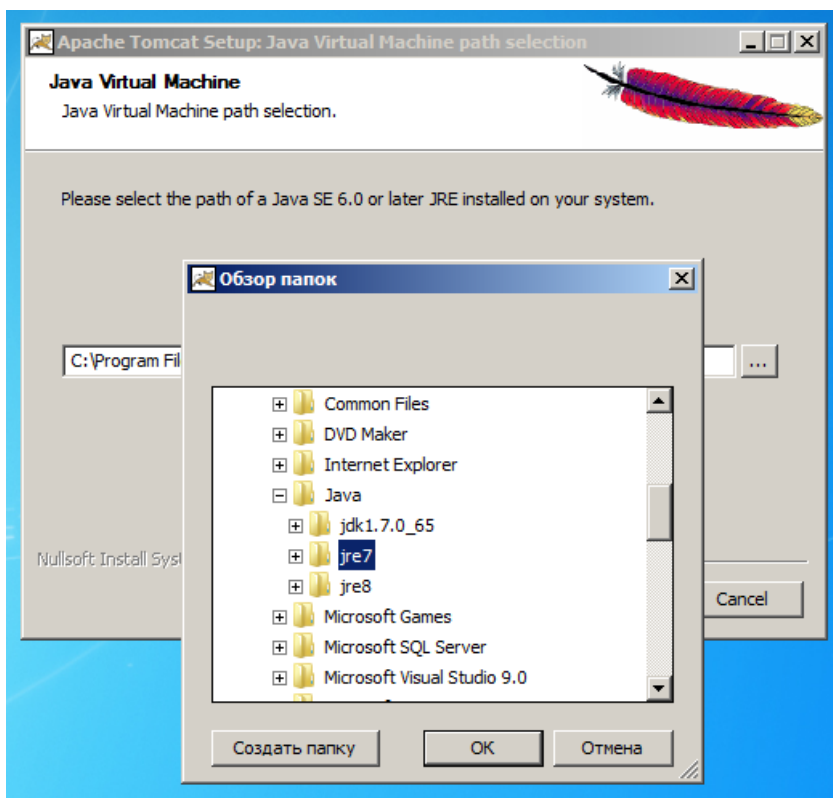 Apache Tomcat Setup: Java Virtual Machine path selection
Java Virtual Machine
Java Virtual Machine path selection.
Please select the path of a Java SE 6.0 or later JRE installed on your system.
Обзор папок
C:\Program Fil
...
Common Files
DVD Maker
Internet Explorer
Java
jdk1.7.0_65
jre7
jre8
Microsoft Games
Microsoft SQL Server
Microsoft Visual Studio 9.0
Nullsoft Install Syst
Cancel
Создать папку
OK
Отмена